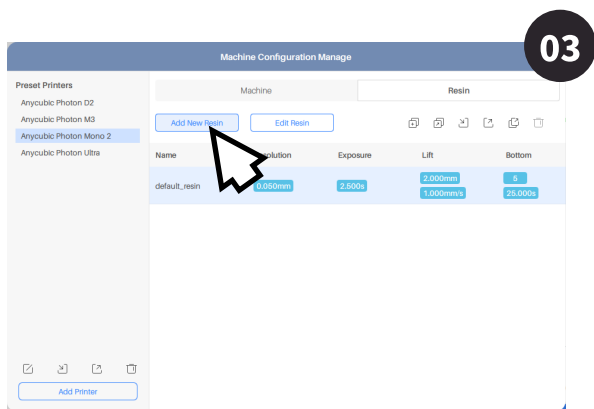 03
Machine Configuration Manage
Preset Printers
Anycubic Photon D2
Anycubic Photon M3
Anycubic Photon Mono 2
Anycubic Photon Ultra
Add Printer
Machine Resin
Add New Resin Edit Resin
Name Exposure Lift Bottom
default_resin 0.050mm 2.500s 2.000mm 5
1.000mm/s 25.000s